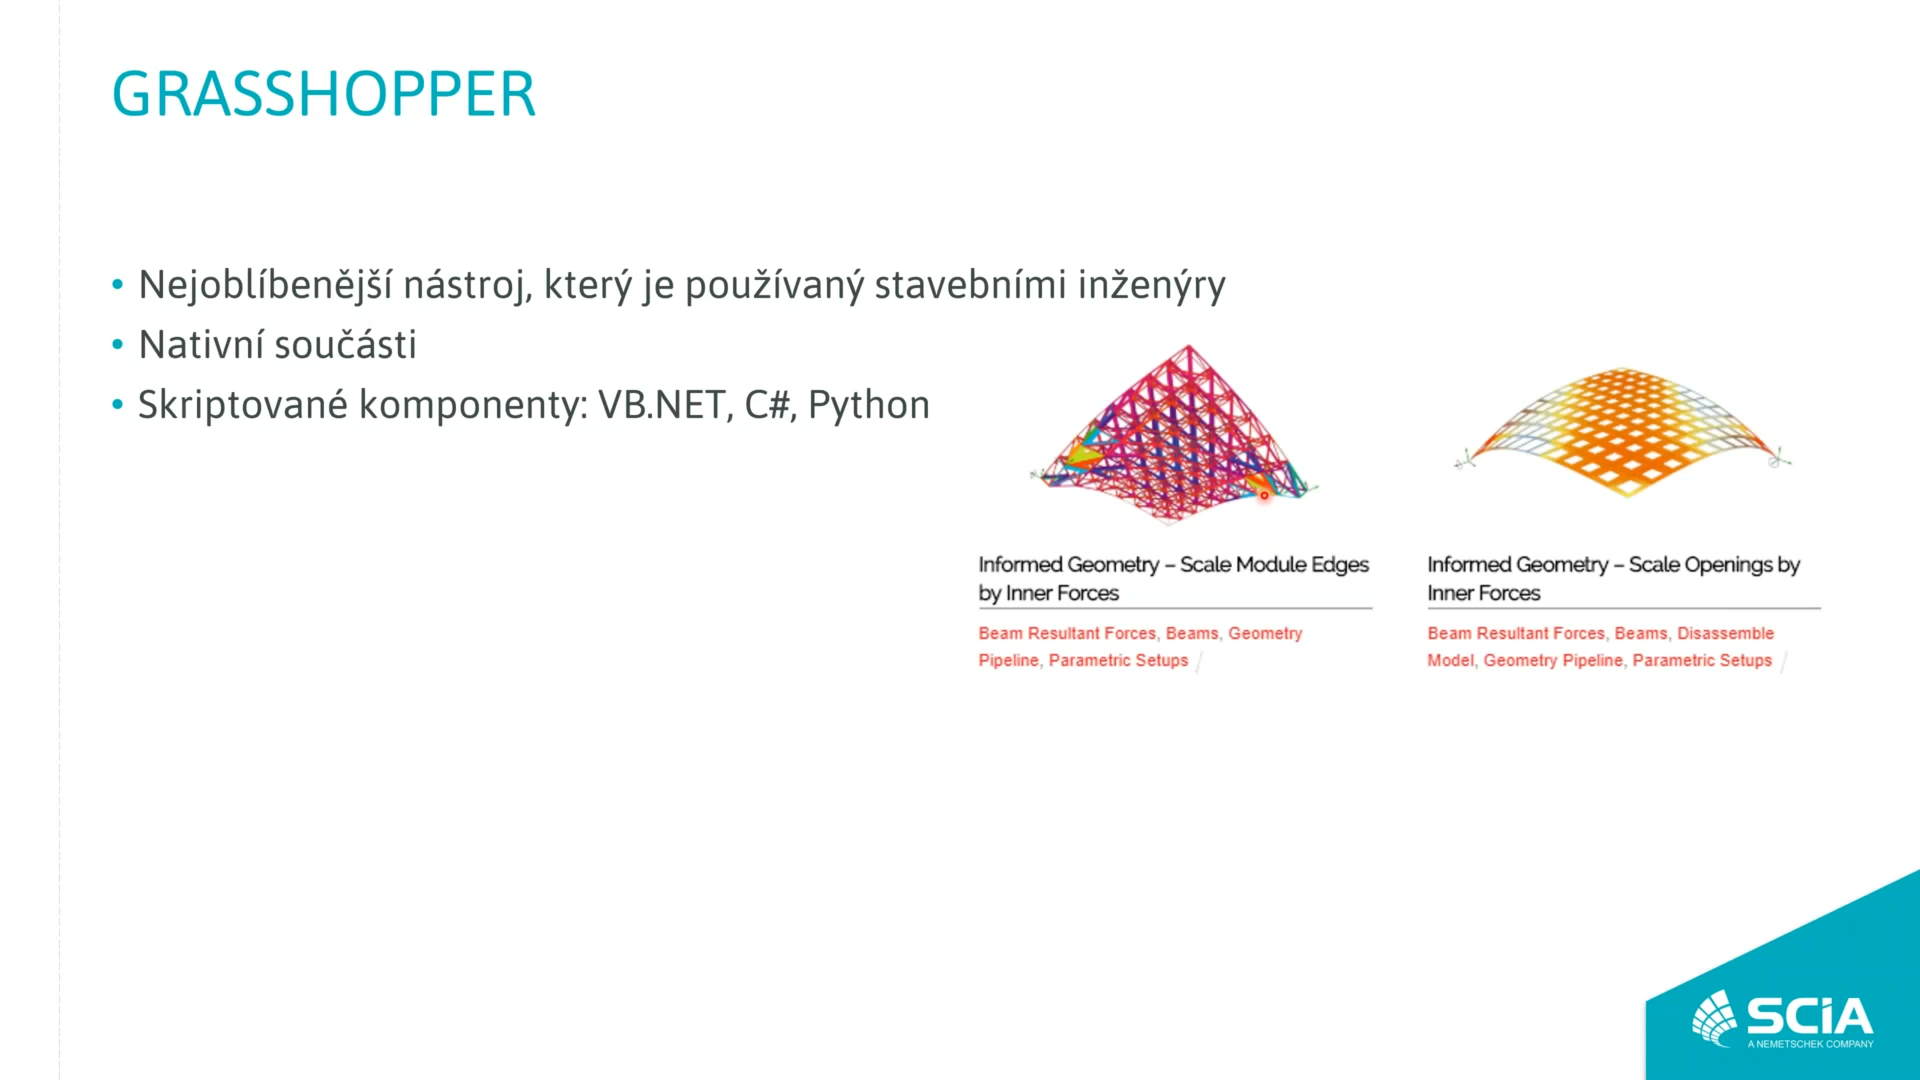 GRASSHOPPER
• Nejoblíbenější nástroj, který je používaný stavebními inženýry
• Nativní součásti
• Skriptované komponenty: VB.NET, C#, Python
Informed Geometry – Scale Module Edges
by Inner Forces
Beam Resultant Forces, Beams, Geometry
Pipeline, Parametric Setups /
Informed Geometry – Scale Openings by
Inner Forces
Beam Resultant Forces, Beams, Disassemble
Model, Geometry Pipeline, Parametric Setups /
SCiA
A NEMETSCHEK COMPANY